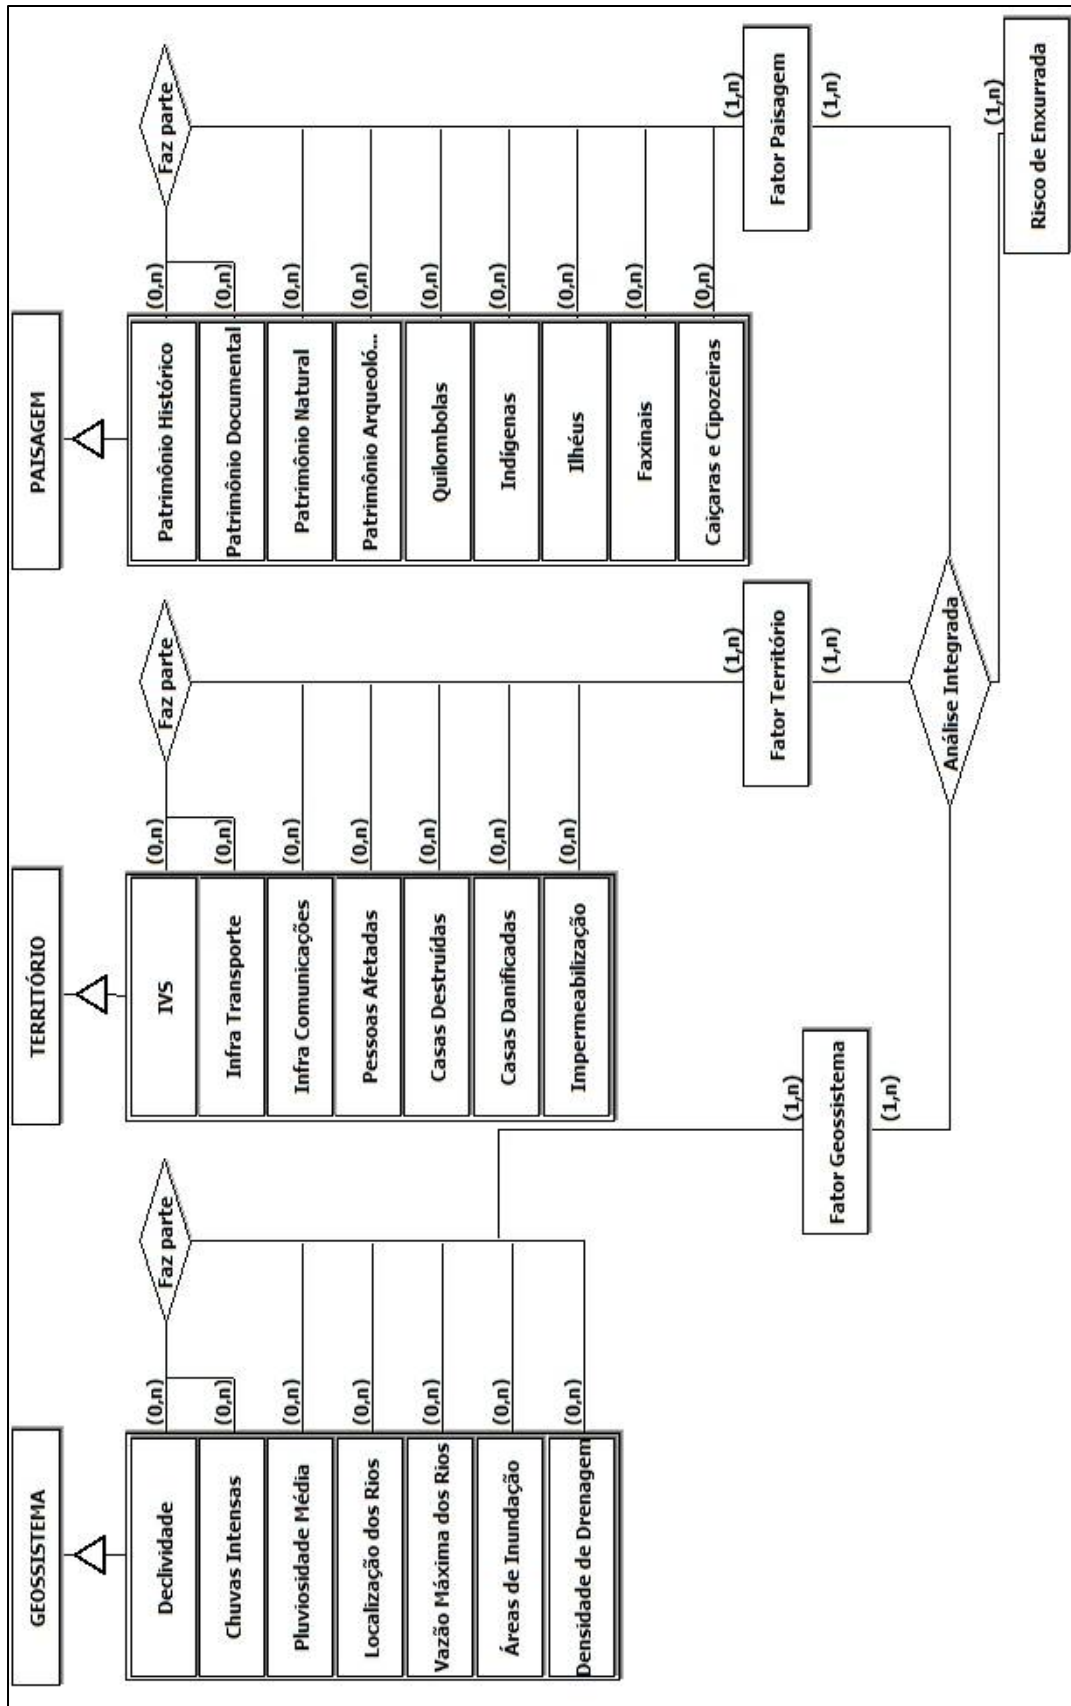 GEOSSISTEMA
Declividade
(0,n)
Faz parte
Chuvas Intensas
(0,n)
Pluviosidade Média
(0,n)
Localização dos Rios
(0,n)
Vazão Máxima dos Rios
(0,n)
Áreas de Inundação
(0,n)
Densidade de Drenagem
(0,n)
TERRITÓRIO
IVS
(0,n)
Faz parte
Infra Transporte
(0,n)
Infra Comunicações
(0,n)
Pessoas Afetadas
(0,n)
Casas Destruídas
(0,n)
Casas Danificadas
(0,n)
Impermeabilização
(0,n)
PAISAGEM
Patrimônio Histórico
(0,n)
Faz parte
Patrimônio Documental
(0,n)
Patrimônio Natural
(0,n)
Patrimônio Arqueoló...
(0,n)
Quilombolas
(0,n)
Indígenas
(0,n)
Ilhéus
(0,n)
Faxinais
(0,n)
Caiçaras e Cipozeiras
(0,n)
(1,n)
Fator Geossistema
(1,n)
(1,n)
Fator Território
(1,n)
(1,n)
Fator Paisagem
(1,n)
Análise Integrada
(1,n)
Risco de Enxurrada